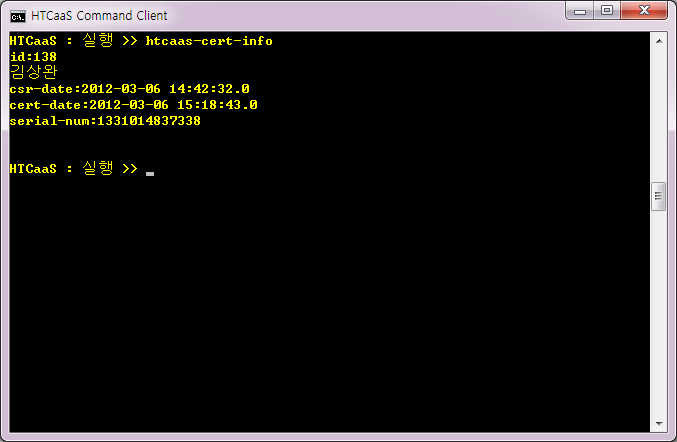 HTCaaS Command Client
HTCaaS : 실행 >> htcaas-cert-info
id:138
김상완
csr-date:2012-03-06 14:42:32.0
cert-date:2012-03-06 15:18:43.0
serial-num:1331014837338
HTCaaS : 실행 >>